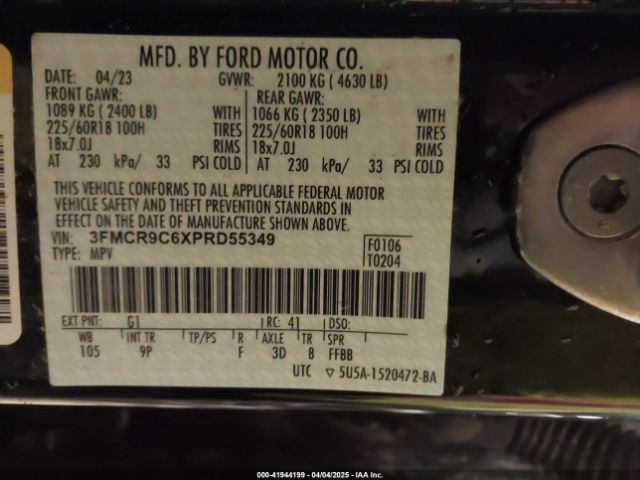 MFD. BY FORD MOTOR CO.
DATE: 04/23 GVWR: 2100 KG ( 4630 LB)
FRONT GAWR: REAR GAWR:
1089 KG ( 2400 LB) WITH 1066 KG ( 2350 LB) WITH
225/60R18 100H TIRES 225/60R18 100H TIRES
18x7.0J RIMS 18x7.0J RIMS
AT 230 kPa/ 33 PSI COLD AT 230 kPa/ 33 PSI COLD
THIS VEHICLE CONFORMS TO ALL APPLICABLE FEDERAL MOTOR
VEHICLE SAFETY AND THEFT PREVENTION STANDARDS IN
EFFECT ON THE DATE OF MANUFACTURE SHOWN ABOVE.
VIN: 3FMCR9C6XPRD55349 F0106
TYPE: MPV T0204
EXT PNT: G1 RC: 41 DSO:
WB INT TR TP/PS R AXLE TR SPR
105 9P F 3D 8 FFBB
UTC ▽ 5U5A-1520472-BA
000-41944199 - 04/04/2025 - IAAI.COM